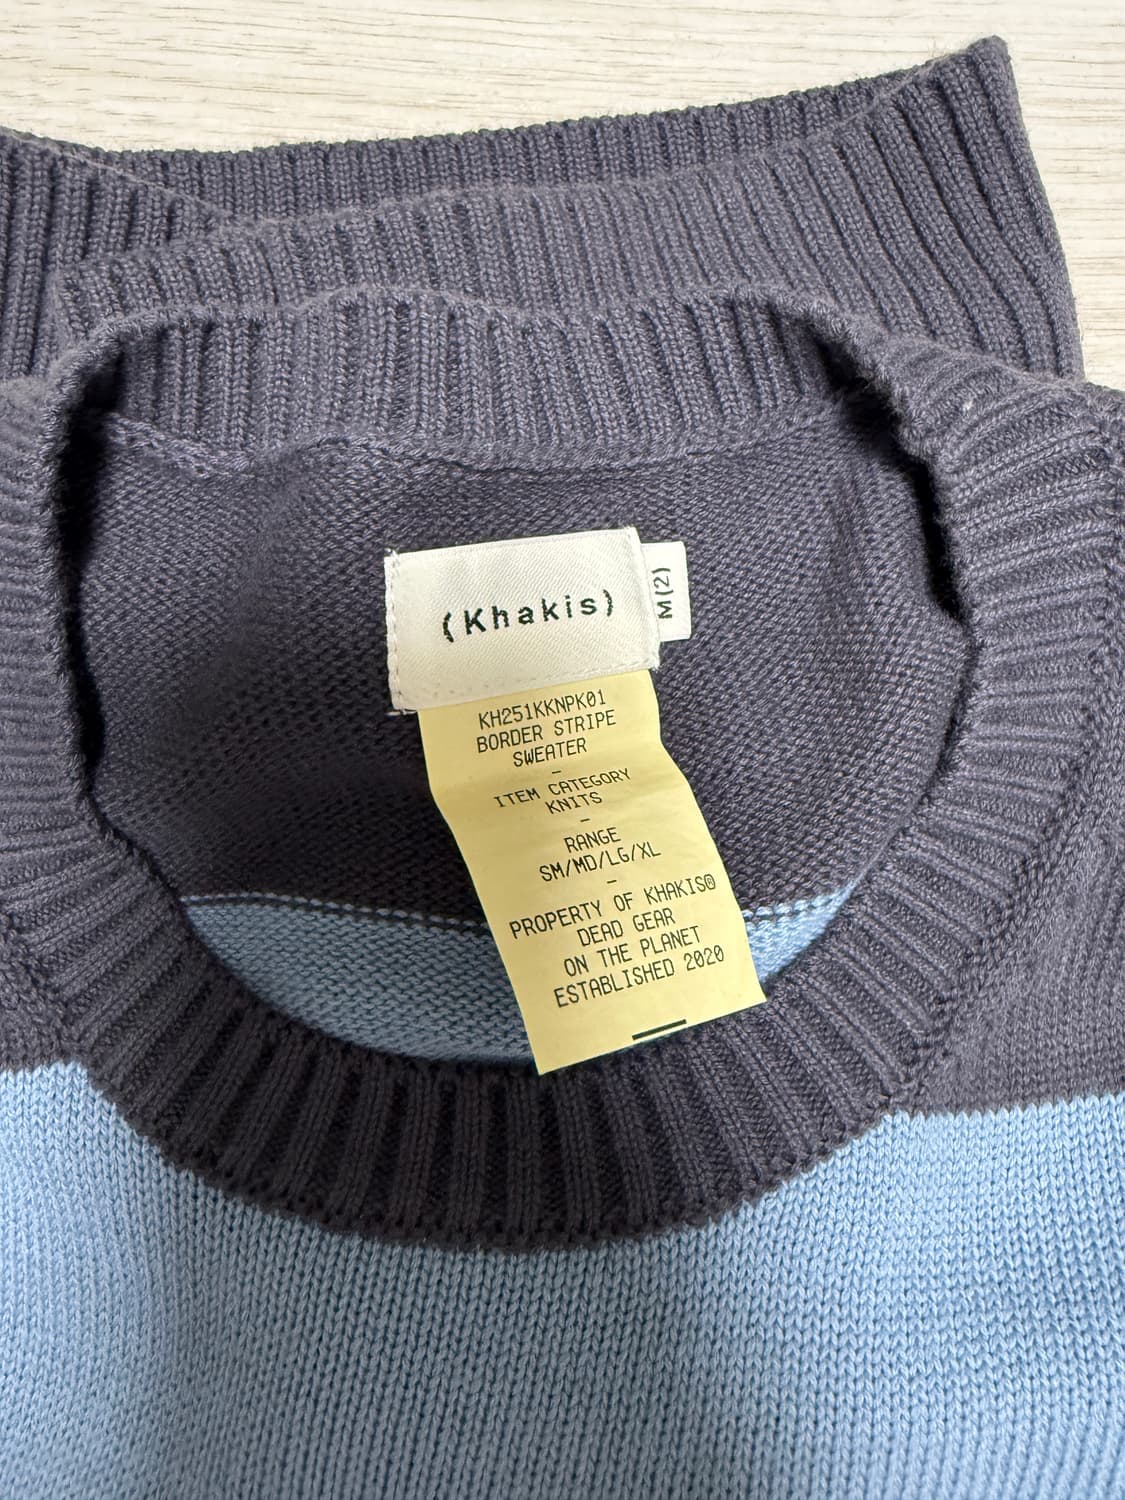 (Khakis)
M(2)
KH251KKNPK01
BORDER STRIPE
SWEATER
–
ITEM CATEGORY
KNITS
–
RANGE
SM/MD/LG/XL
–
PROPERTY OF KHAKIS®
DEAD GEAR
ON THE PLANET
ESTABLISHED 2020